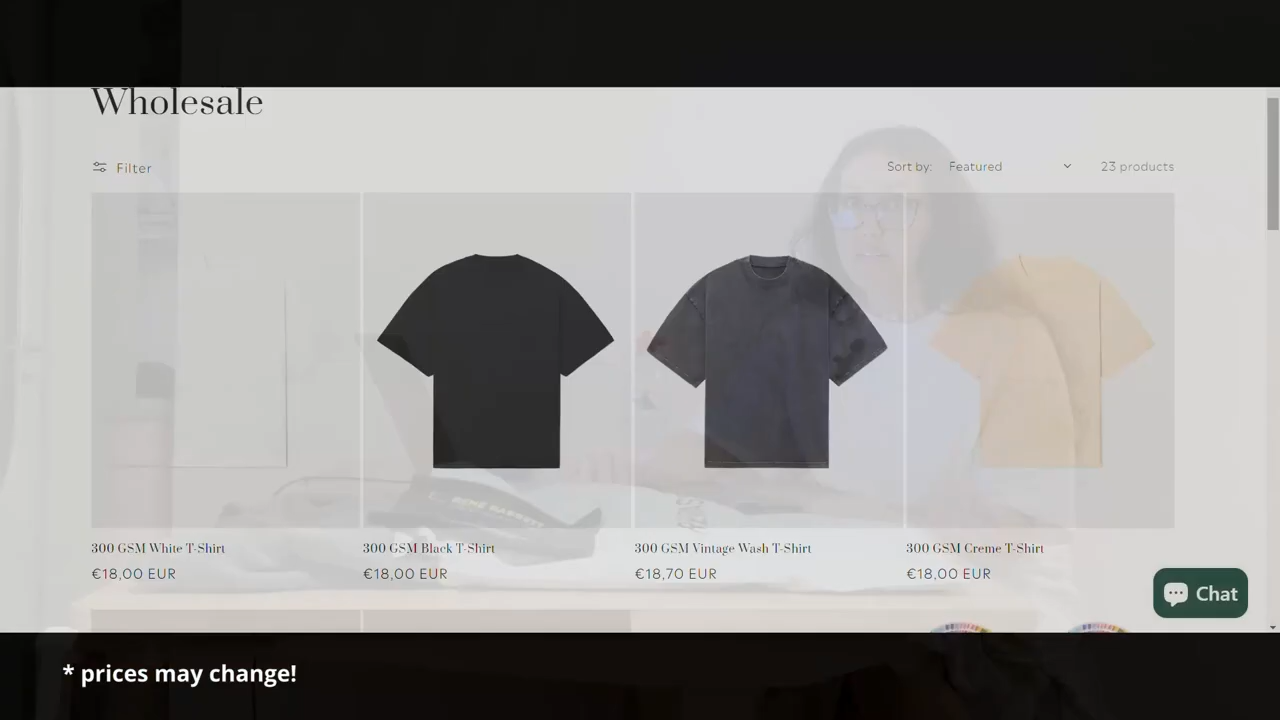 Wholesale
Filter
Sort by: Featured
23 products
300 GSM White T-Shirt
€18,00 EUR
300 GSM Black T-Shirt
€18,00 EUR
300 GSM Vintage Wash T-Shirt
€18,70 EUR
300 GSM Creme T-Shirt
€18,00 EUR
Chat
* prices may change!